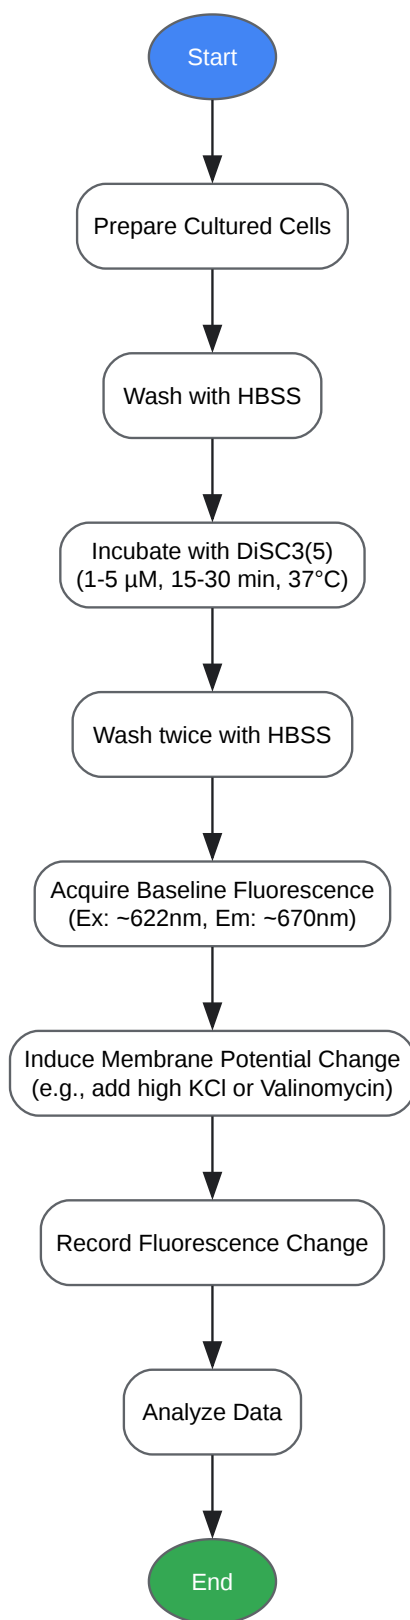 Start
Prepare Cultured Cells
Wash with HBSS
Incubate with DiSC3(5)
(1-5 µM, 15-30 min, 37°C)
Wash twice with HBSS
Acquire Baseline Fluorescence
(Ex: ~622nm, Em: ~670nm)
Induce Membrane Potential Change
(e.g., add high KCl or Valinomycin)
Record Fluorescence Change
Analyze Data
End